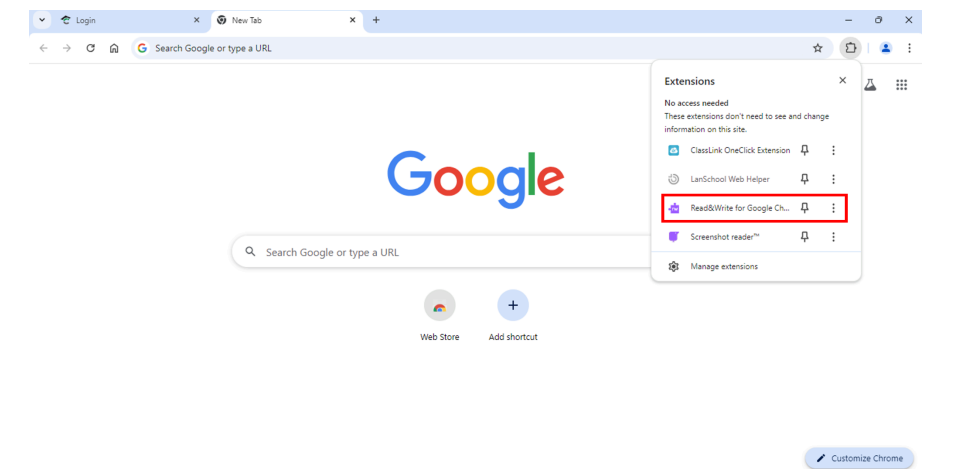 Login
New Tab
Search Google or type a URL
Extensions
No access needed
These extensions don't need to see and change
information on this site.
ClassLink OneClick Extension
LanSchool Web Helper
Read&Write for Google Ch...
Screenshot reader™
Manage extensions
Google
Search Google or type a URL
Web Store
Add shortcut
Customize Chrome